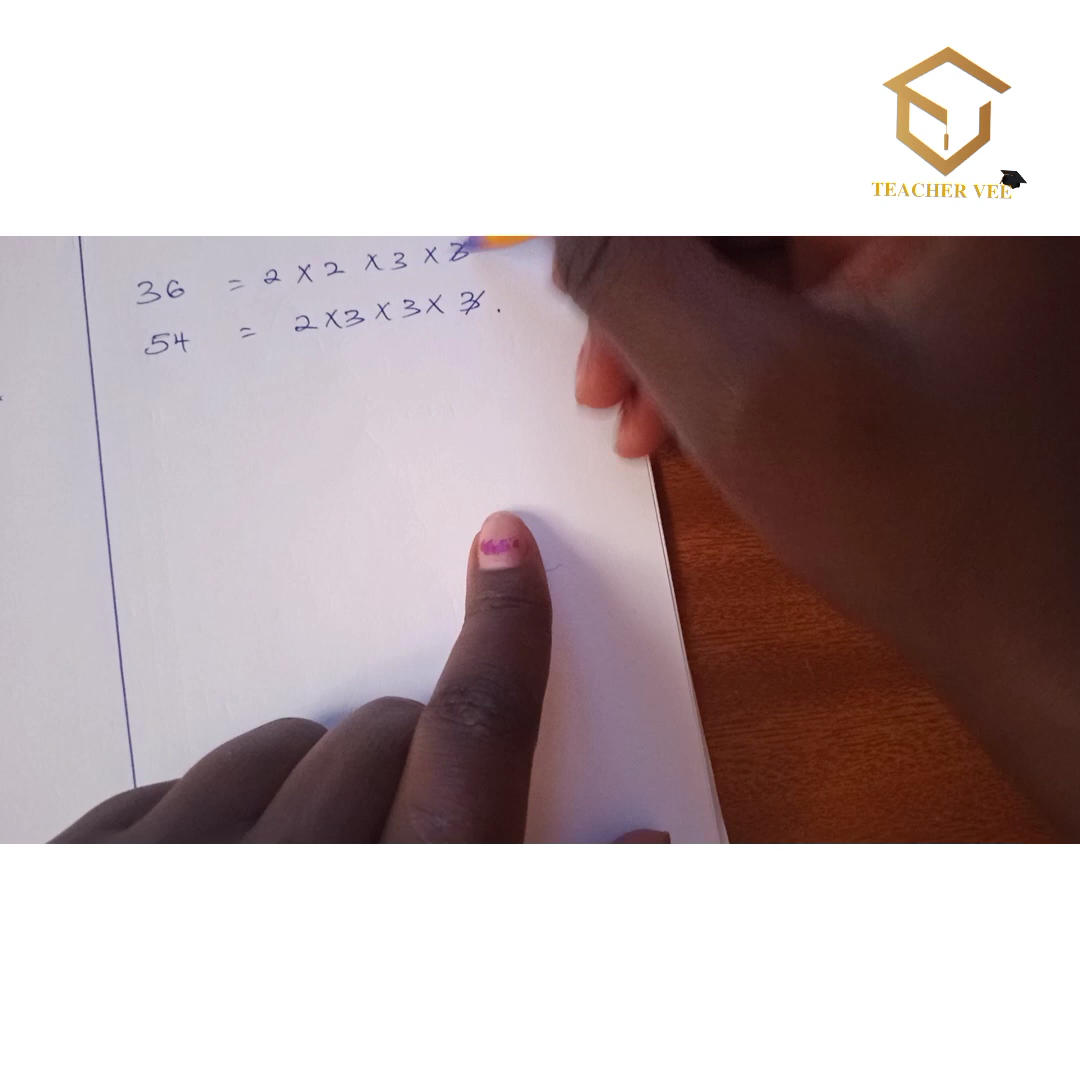 TEACHER VEE
36 = 2 X 2 X 3 X 3
54 = 2 X 3 X 3 X 3.